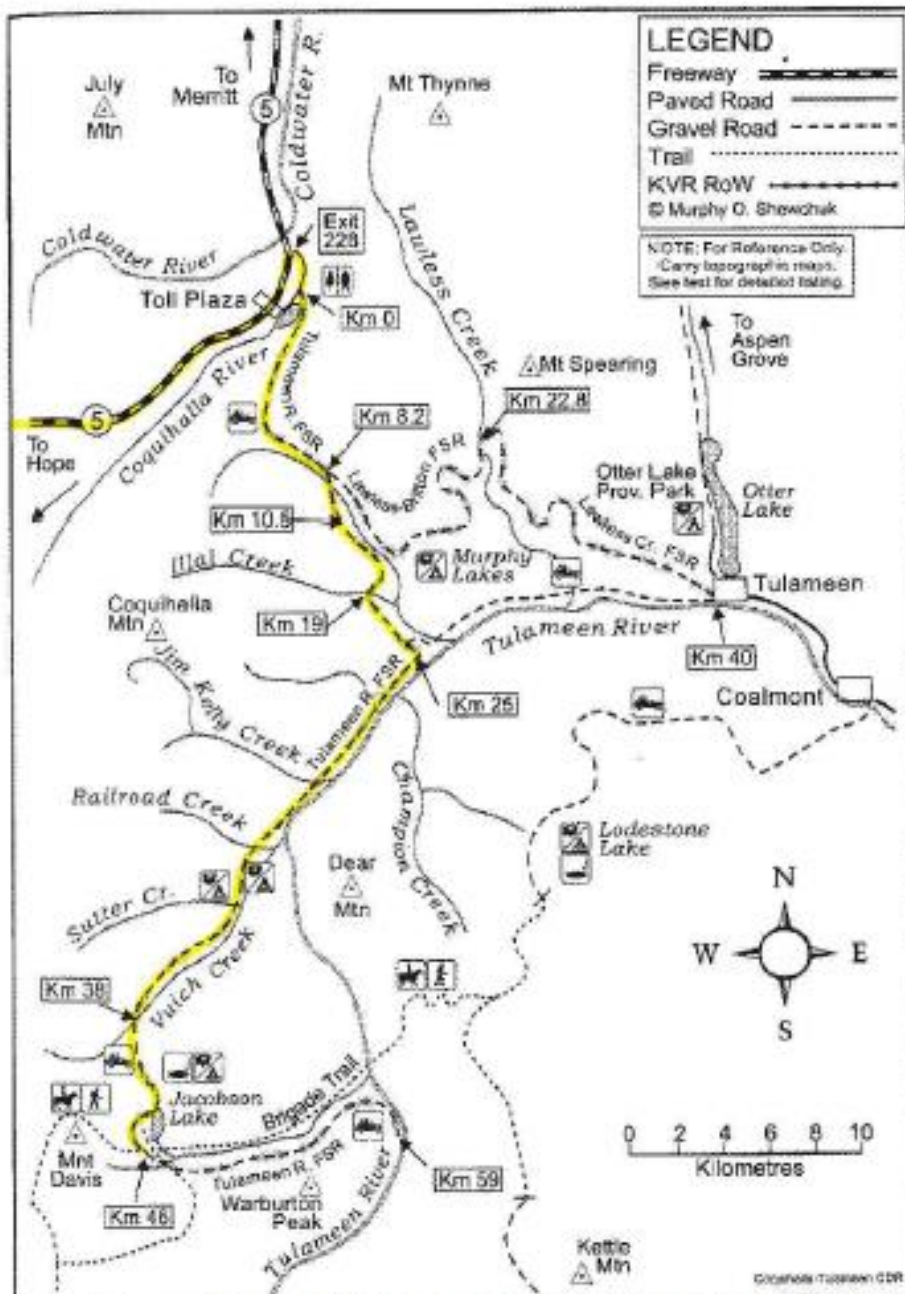 LEGEND
Freeway
Paved Road
Gravel Road
Trail
KVR RoW
© Murphy O. Shewchuk
NOTE: For Reference Only.
Carry topographic maps.
See text for detailed listing.
July
Mtn
To
Merritt
5
Coldwater R.
Mt Thynne
Coldwater River
Exit
228
Toll Plaza
Km 0
Lawless Creek
To
Aspen
Grove
Mt Spearing
Coquihalla River
Tulameen R. FSR
5
To
Hope
Km 8.2
Km 22.8
Lawless-Britton FSR
Otter Lake
Prov. Park
Otter
Lake
Km 10.8
Lawless Cr. FSR
Illal Creek
Murphy
Lakes
Tulameen
Coquihalla
Mtn
Km 19
Tulameen River
Km 40
Jim Kelly Creek
Tulameen R. FSR
Km 25
Coalmont
Railroad Creek
Champion Creek
Lodestone
Lake
Dear
Mtn
Sutter Cr.
N
W
E
S
Km 38
Vuich Creek
Jacobson
Lake
Brigade Trail
Mnt
Davis
Tulameen R. FSR
Km 59
Km 46
Warburton
Peak
Tulameen River
0 2 4 6 8 10
Kilometres
Kettle
Mtn
Coquihalla-Tulameen CDR